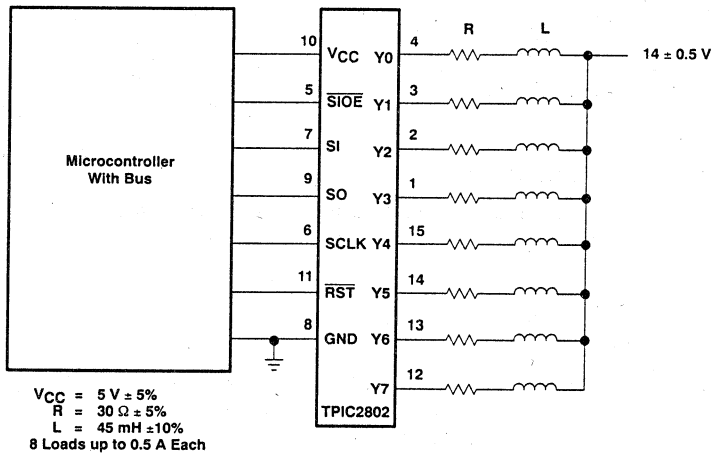 10 VCC Y0 4 R L 14 ± 0.5 V
5 SIOE Y1 3
7 SI Y2 2
Microcontroller
With Bus
9 SO Y3 1
6 SCLK Y4 15
11 RST Y5 14
8 GND Y6 13
Y7 12
TPIC2802
VCC = 5 V ± 5%
R = 30 Ω ± 5%
L = 45 mH ±10%
8 Loads up to 0.5 A Each